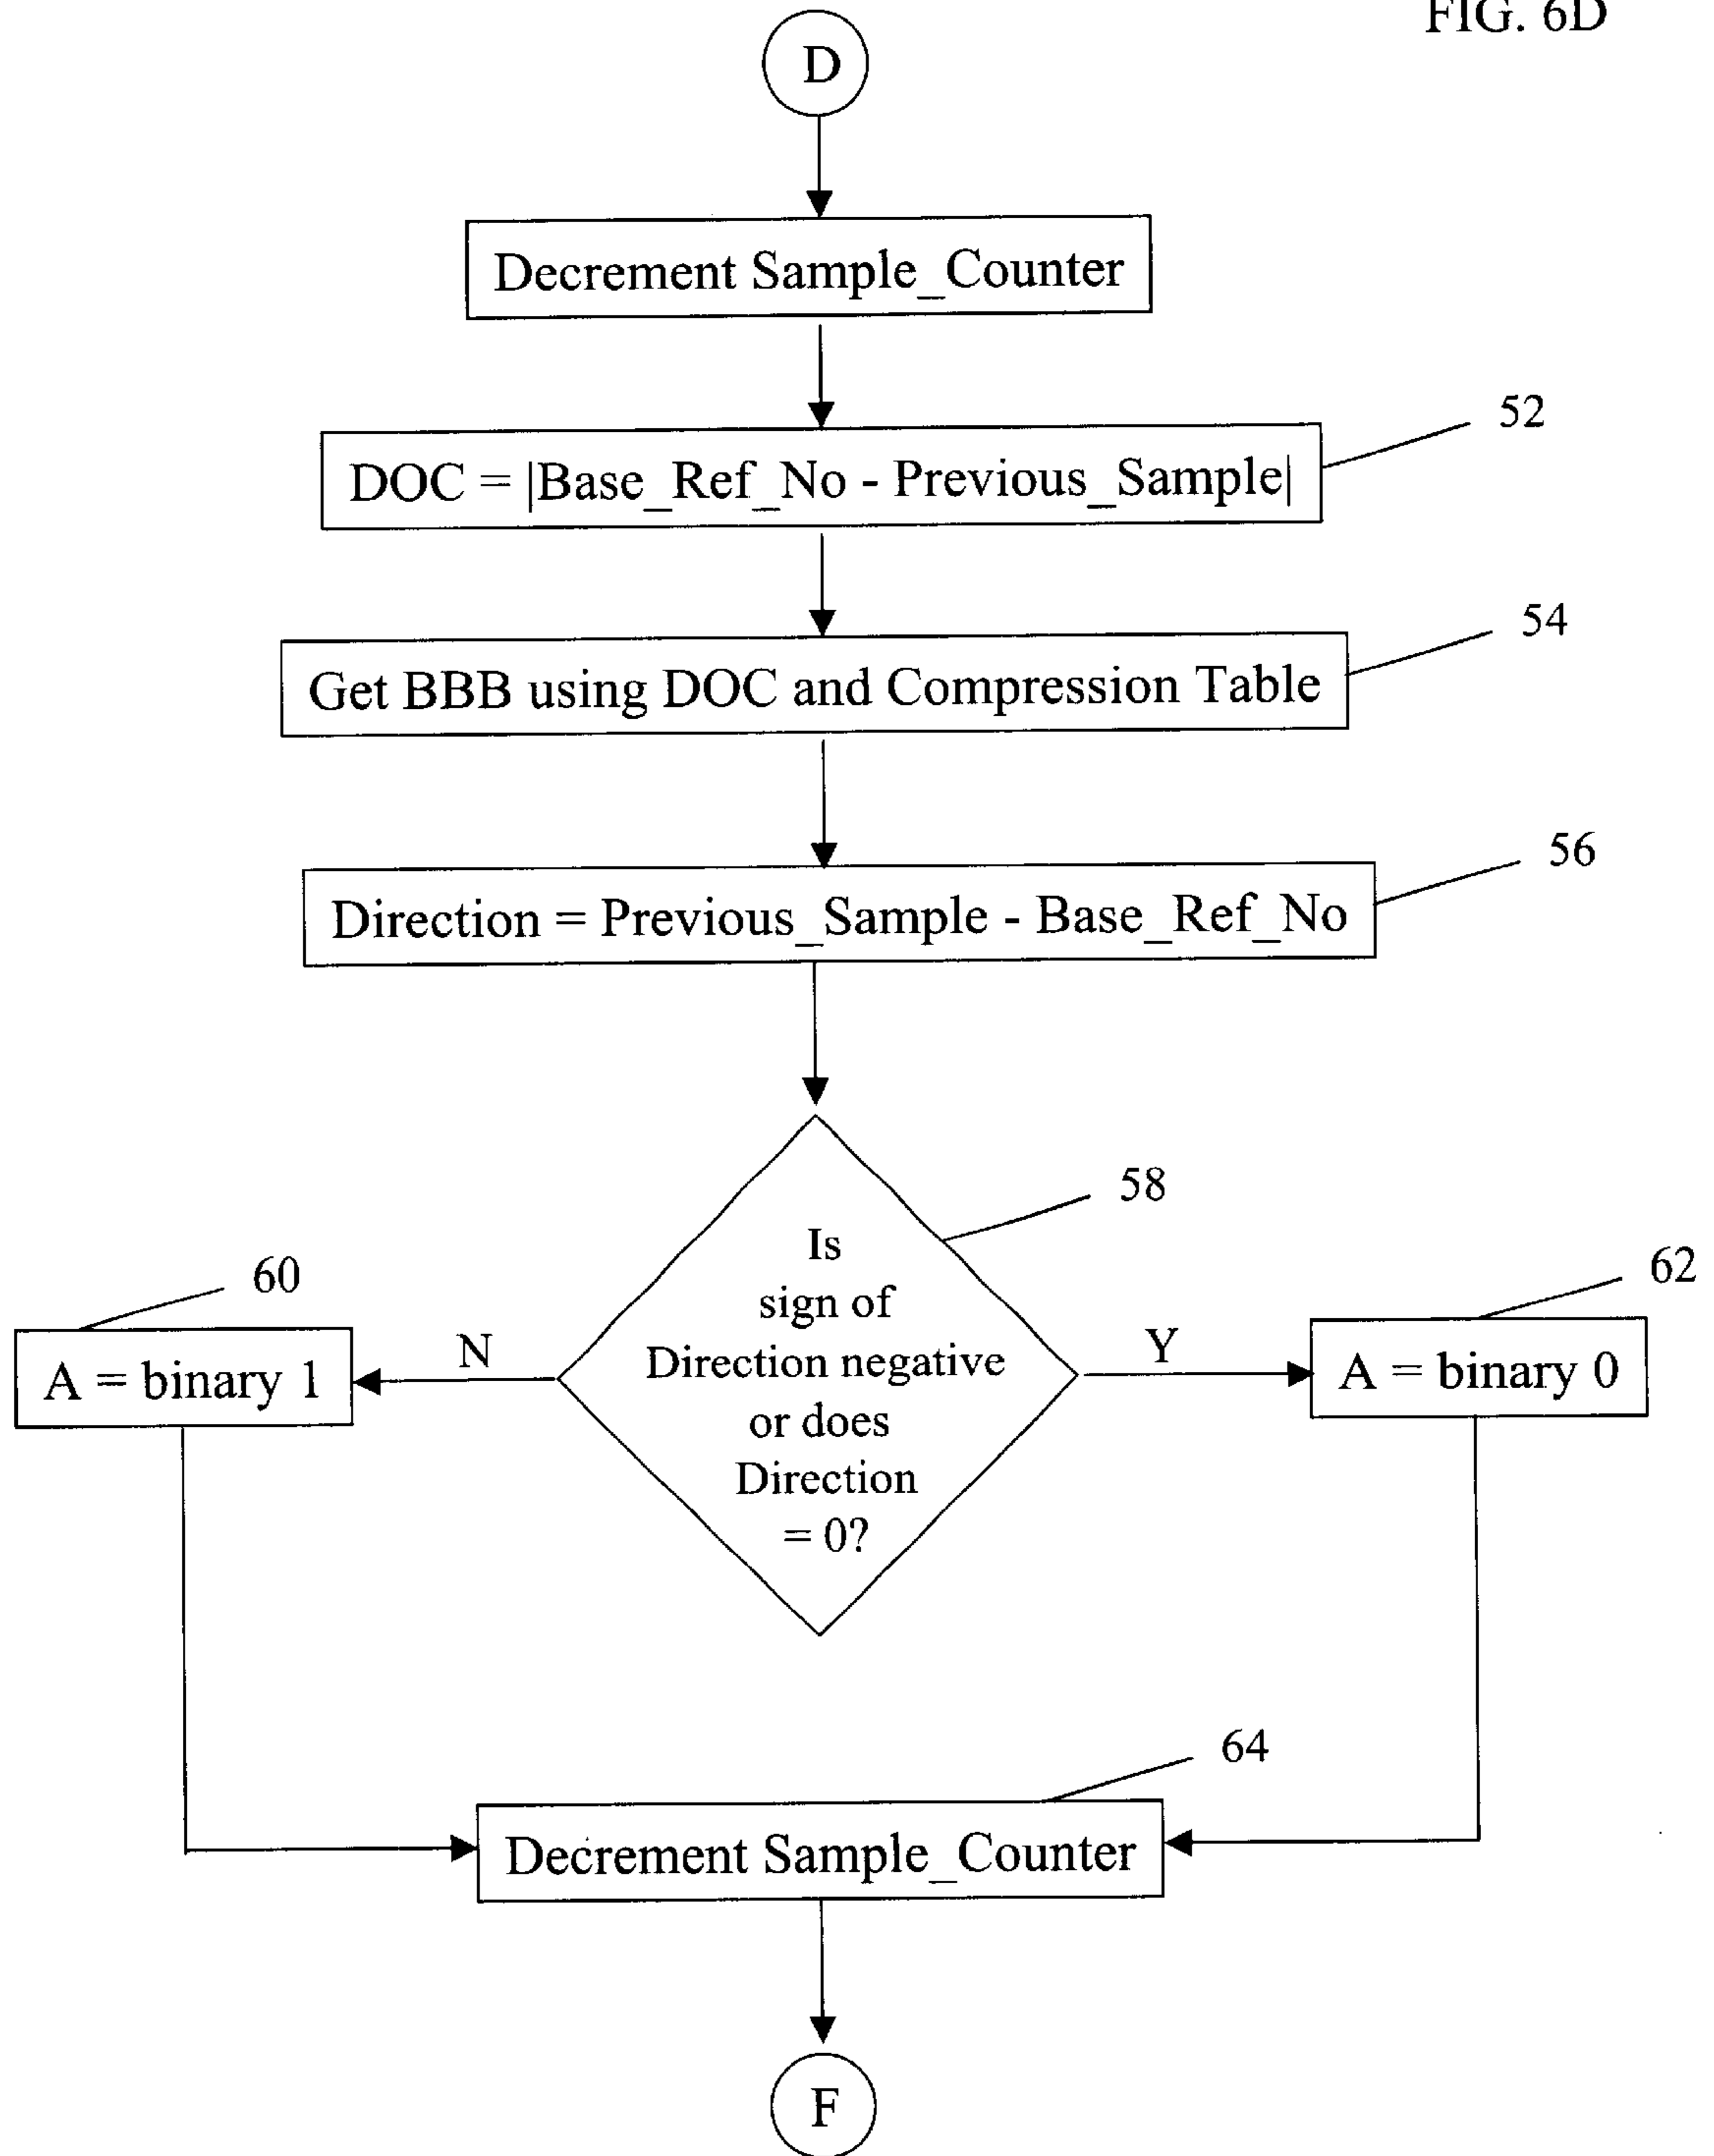 FIG. 6D
D
Decrement Sample_Counter
52
DOC = |Base_Ref_No - Previous_Sample|
54
Get BBB using DOC and Compression Table
56
Direction = Previous_Sample - Base_Ref_No
58
Is
sign of
Direction negative
or does
Direction
= 0?
60
N
A = binary 1
Y
62
A = binary 0
64
Decrement Sample_Counter
F